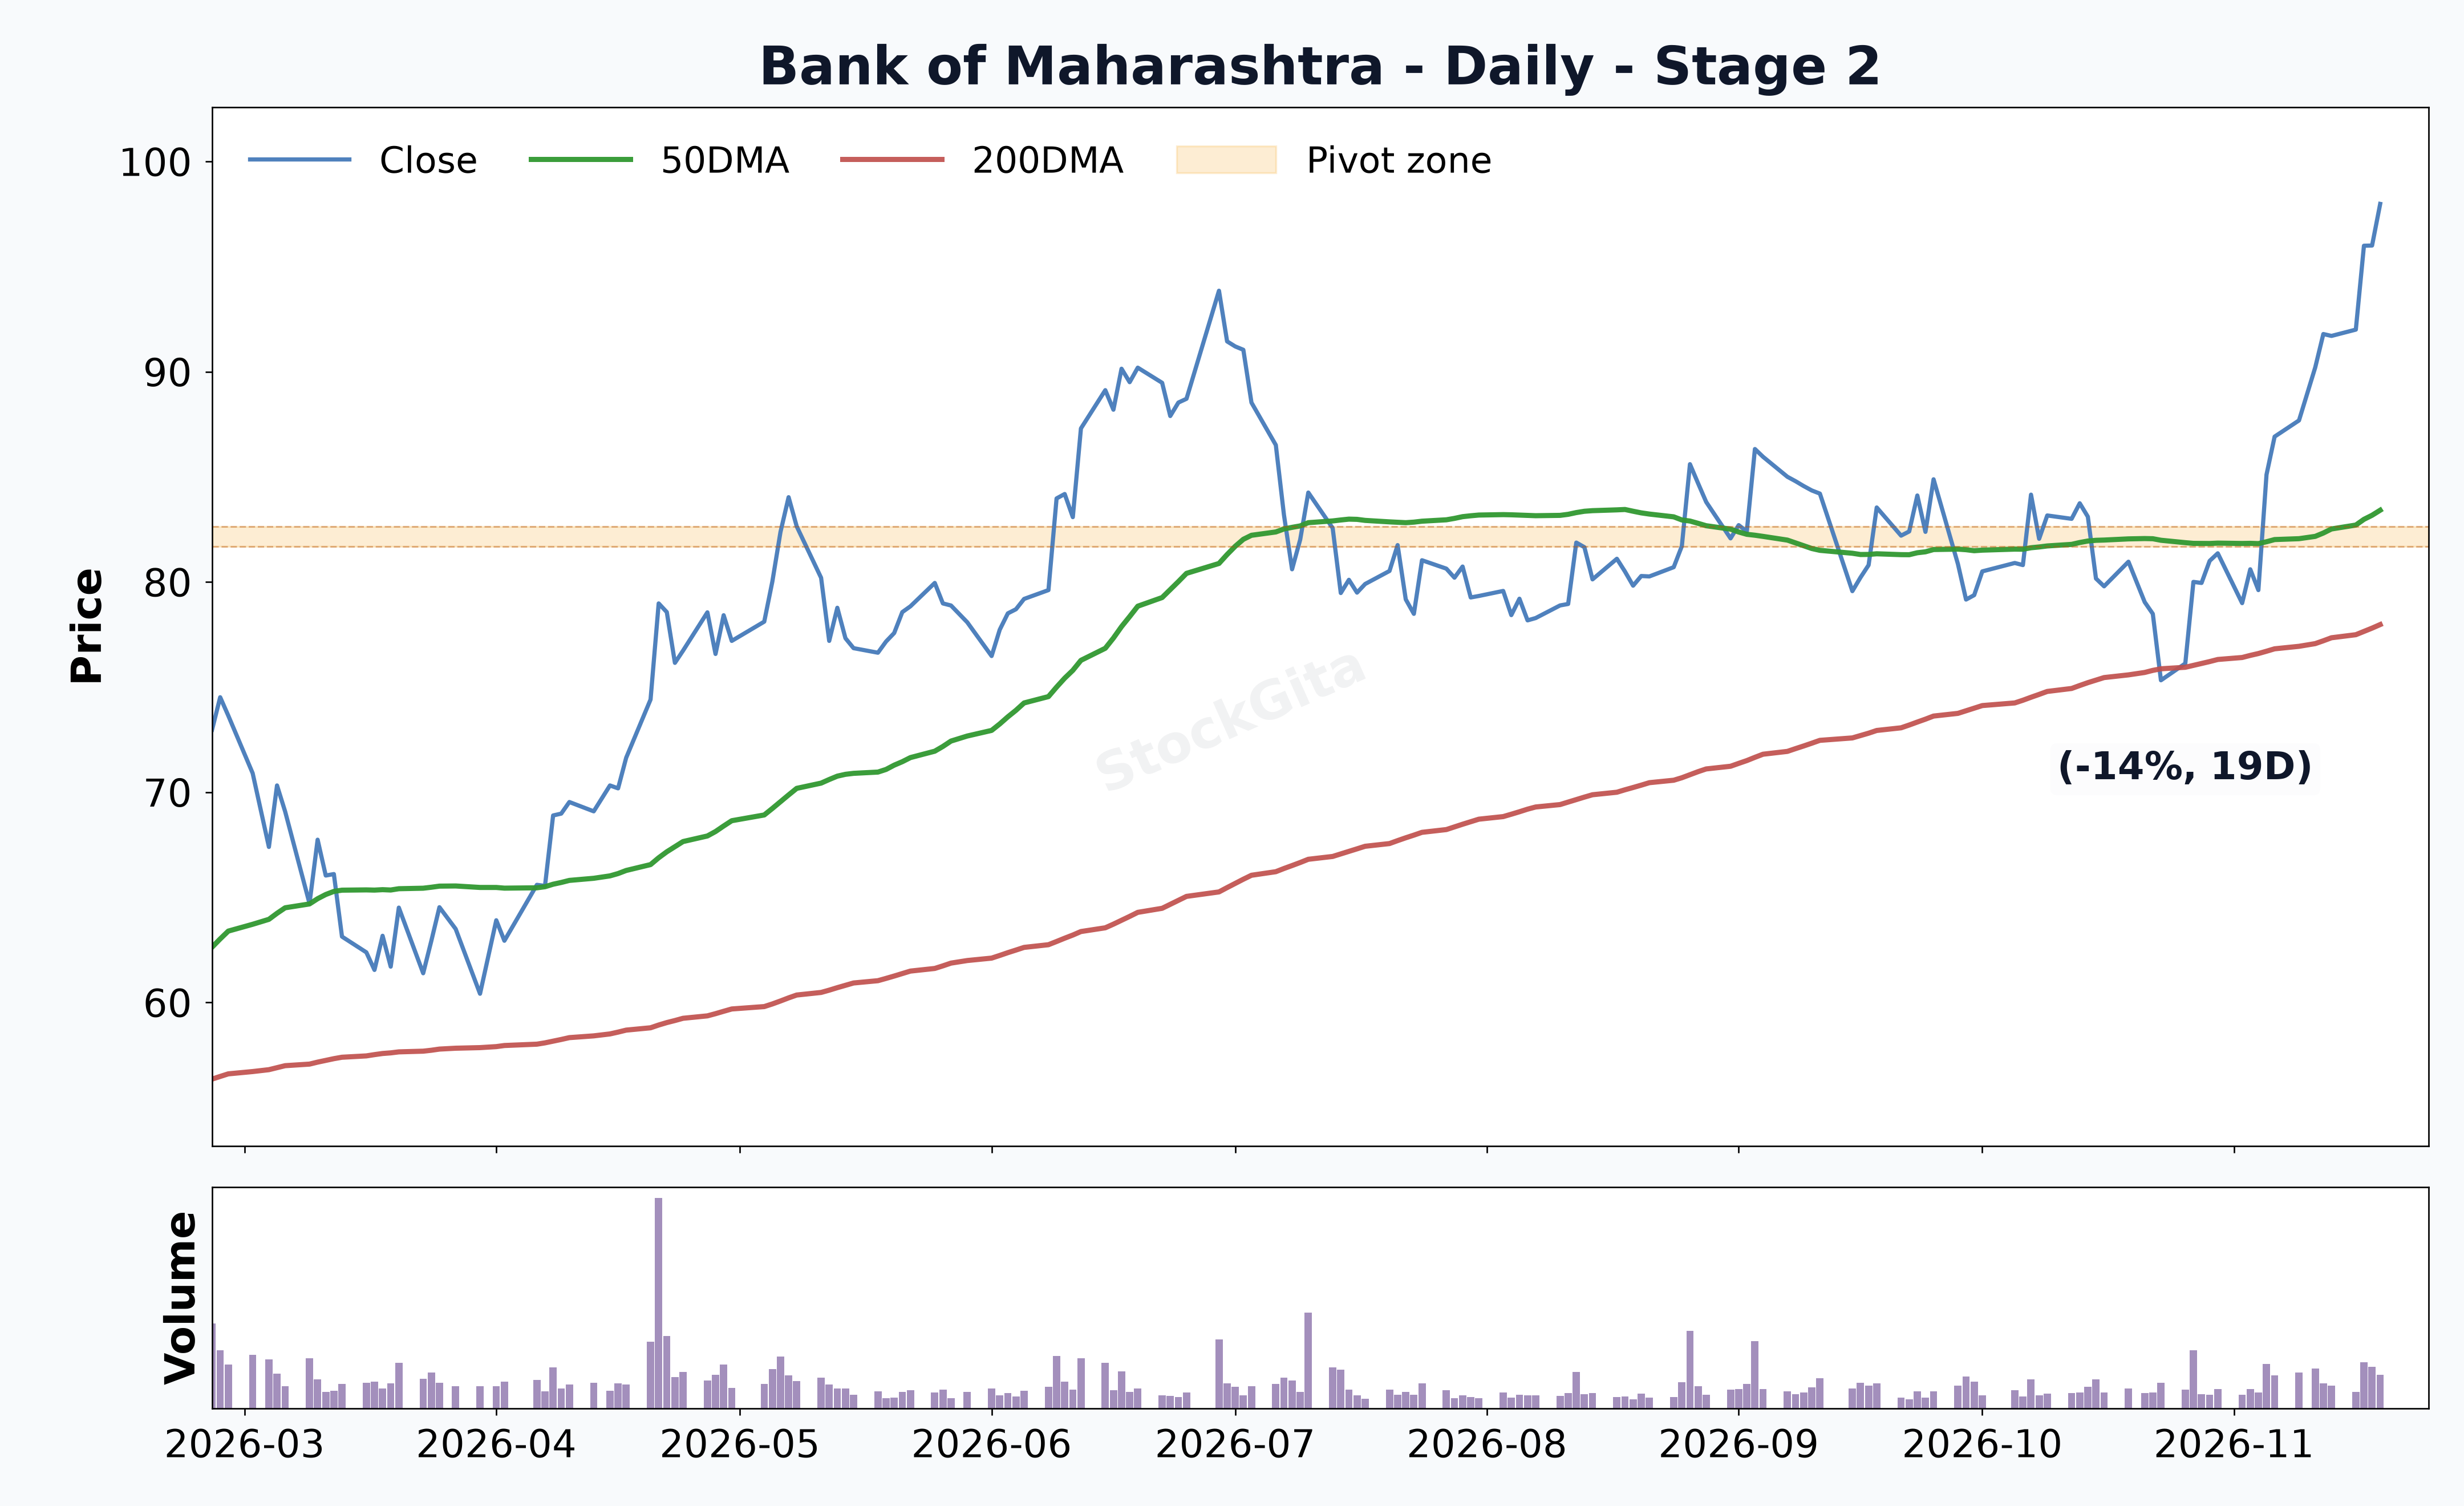 Bank of Maharashtra - Daily - Stage 2
Close 50DMA 200DMA Pivot zone
100
90
80
70
60
Price
StockGita
(-14%, 19D)
Volume
2026-03 2026-04 2026-05 2026-06 2026-07 2026-08 2026-09 2026-10 2026-11